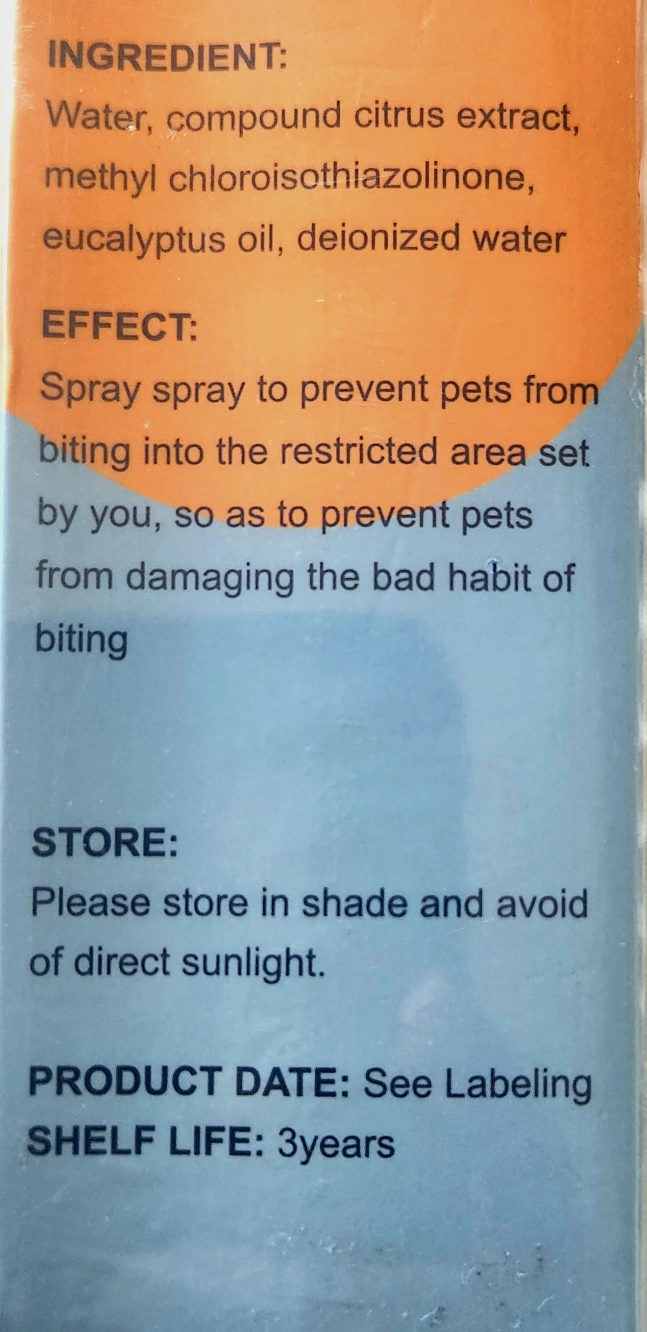 INGREDIENT:
Water, compound citrus extract,
methyl chloroisothiazolinone,
eucalyptus oil, deionized water
EFFECT:
Spray spray to prevent pets from
biting into the restricted area set
by you, so as to prevent pets
from damaging the bad habit of
biting
STORE:
Please store in shade and avoid
of direct sunlight.
PRODUCT DATE: See Labeling
SHELF LIFE: 3years